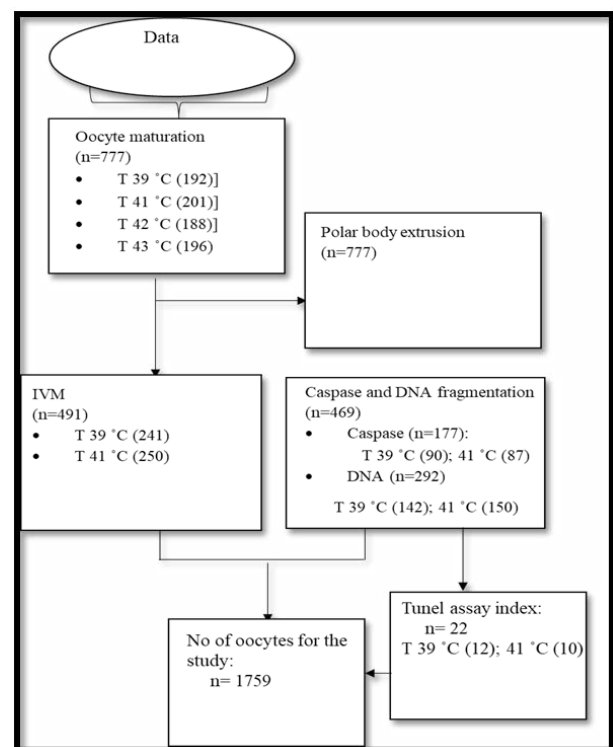 Data
Oocyte maturation
(n=777)
• T 39 ˚C (192)]
• T 41 ˚C (201)]
• T 42 ˚C (188)]
• T 43 ˚C (196)
Polar body extrusion
(n=777)
IVM
(n=491)
• T 39 ˚C (241)
• T 41 ˚C (250)
Caspase and DNA fragmentation
(n=469)
• Caspase (n=177):
T 39 ˚C (90); 41 ˚C (87)
• DNA (n=292)
T 39 ˚C (142); 41 ˚C (150)
Tunel assay index:
n= 22
T 39 ˚C (12); 41 ˚C (10)
No of oocytes for the
study:
n= 1759